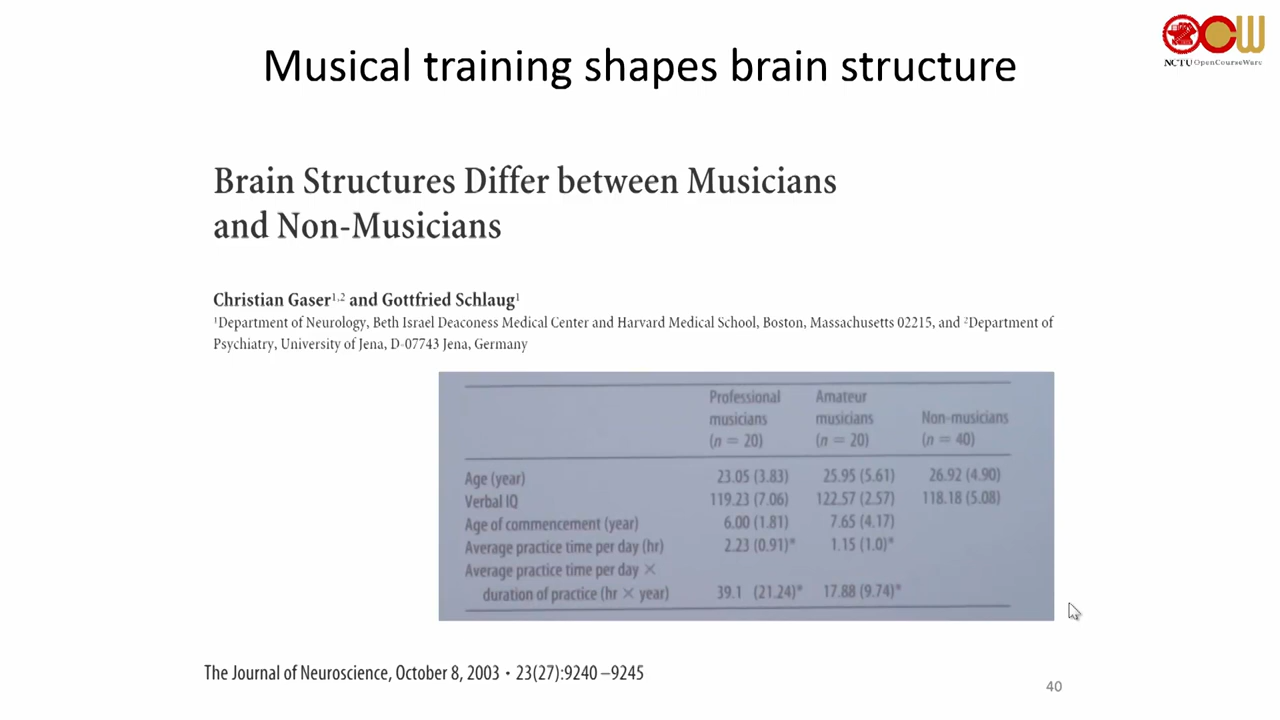 Musical training shapes brain structure
NCTU OpenCourseWare
Brain Structures Differ between Musicians
and Non-Musicians
Christian Gaser1,2 and Gottfried Schlaug1
1Department of Neurology, Beth Israel Deaconess Medical Center and Harvard Medical School, Boston, Massachusetts 02215, and 2Department of
Psychiatry, University of Jena, D-07743 Jena, Germany
Professional Amateur
musicians musicians Non-musicians
(n = 20) (n = 20) (n = 40)
Age (year) 23.05 (3.83) 25.95 (5.61) 26.92 (4.90)
Verbal IQ 119.23 (7.06) 122.57 (2.57) 118.18 (5.08)
Age of commencement (year) 6.00 (1.81) 7.65 (4.17)
Average practice time per day (hr) 2.23 (0.91)* 1.15 (1.0)*
Average practice time per day ×
duration of practice (hr × year) 39.1 (21.24)* 17.88 (9.74)*
The Journal of Neuroscience, October 8, 2003 • 23(27):9240–9245
40